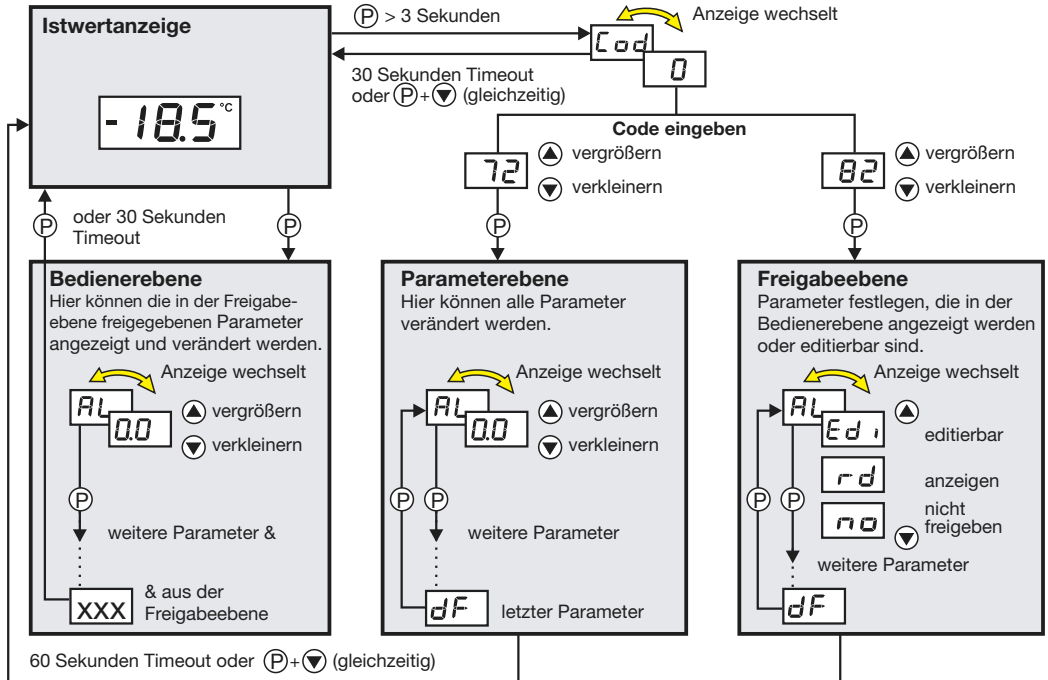 Istwertanzeige
-18.5 °C
P > 3 Sekunden
30 Sekunden Timeout
oder P+▼ (gleichzeitig)
Cod
0
Anzeige wechselt
Code eingeben
72
▲ vergrößern
▼ verkleinern
82
▲ vergrößern
▼ verkleinern
P
oder 30 Sekunden
Timeout
P
P
P
Bedienerebene
Hier können die in der Freigabe-
ebene freigegebenen Parameter
angezeigt und verändert werden.
Anzeige wechselt
AL
0.0
▲ vergrößern
▼ verkleinern
P
weitere Parameter &
xxx
& aus der
Freigabeebene
Parameterebene
Hier können alle Parameter
verändert werden.
Anzeige wechselt
AL
0.0
▲ vergrößern
▼ verkleinern
P P
weitere Parameter
dF
letzter Parameter
Freigabeebene
Parameter festlegen, die in der
Bedienerebene angezeigt werden
oder editierbar sind.
Anzeige wechselt
AL
Edi
▲
editierbar
rd
anzeigen
no
nicht
freigeben
▼
P P
weitere Parameter
dF
60 Sekunden Timeout oder P+▼ (gleichzeitig)